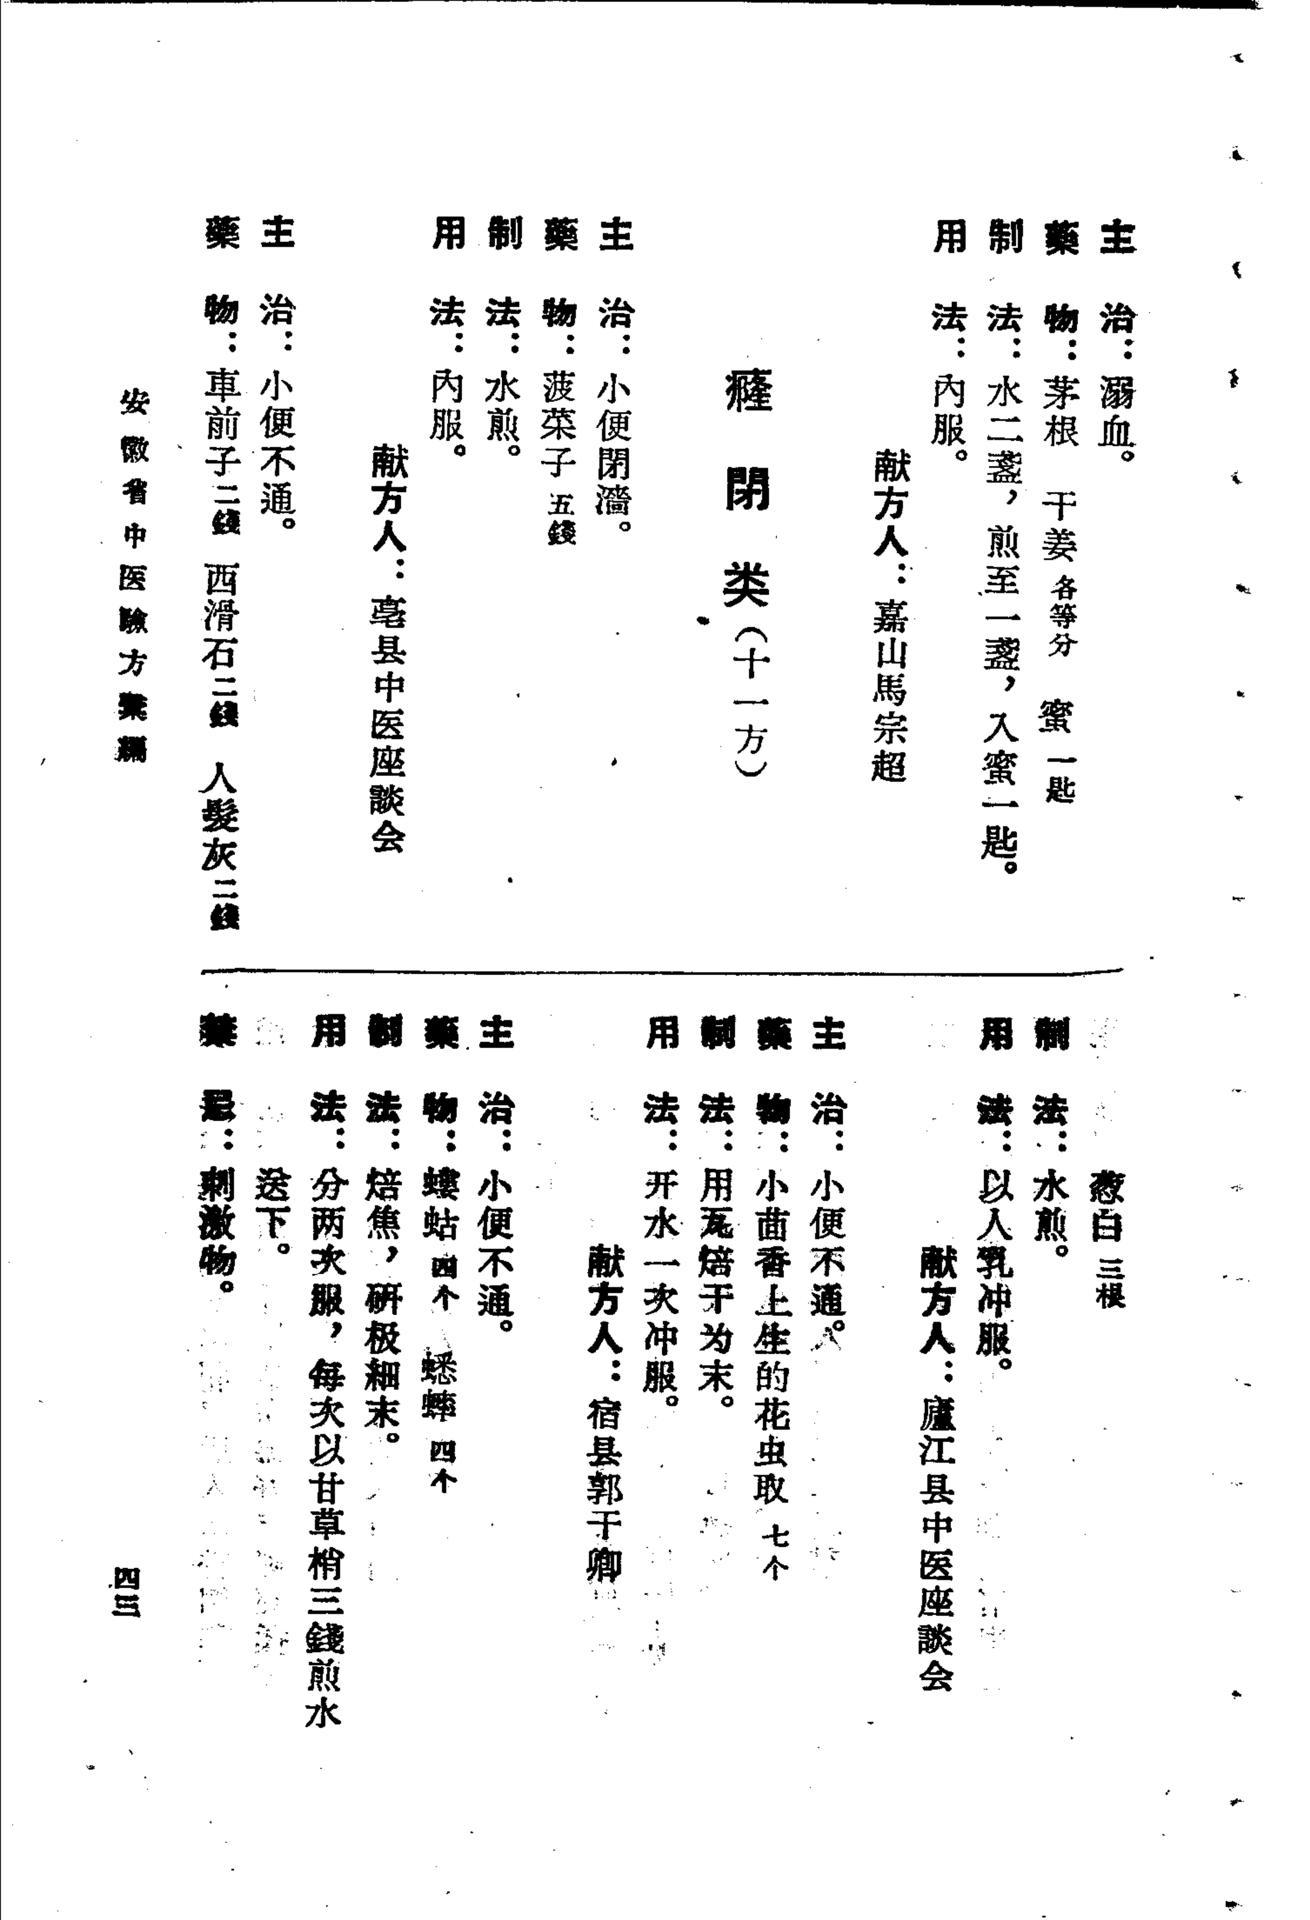 主　治：溺血。
藥　物：茅根　干姜各等分　蜜一匙
制　法：水二盞，煎至一盞，入蜜一匙。
用　法：內服。
献方人：嘉山馬宗超
癃閉类（十一方）
主　治：小便閉濇。
藥　物：菠菜子五錢
制　法：水煎。
用　法：內服。
献方人：亳县中医座談会
主　治：小便不通。
藥　物：車前子二錢　西滑石二錢　人髮灰二錢
葱白三根
制　法：水煎。
用　法：以人乳冲服。
献方人：廬江县中医座談会
主　治：小便不通。
藥　物：小茴香上生的花虫取七个
制　法：用瓦焙干为末。
用　法：开水一次冲服。
献方人：宿县郭干卿
主　治：小便不通。
藥　物：螻蛄四个　蟋蟀四个
制　法：焙焦，研极細末。
用　法：分两次服，每次以甘草梢三錢煎水
送下。
藥　忌：刺激物。
安徽省中医驗方彙編
四三